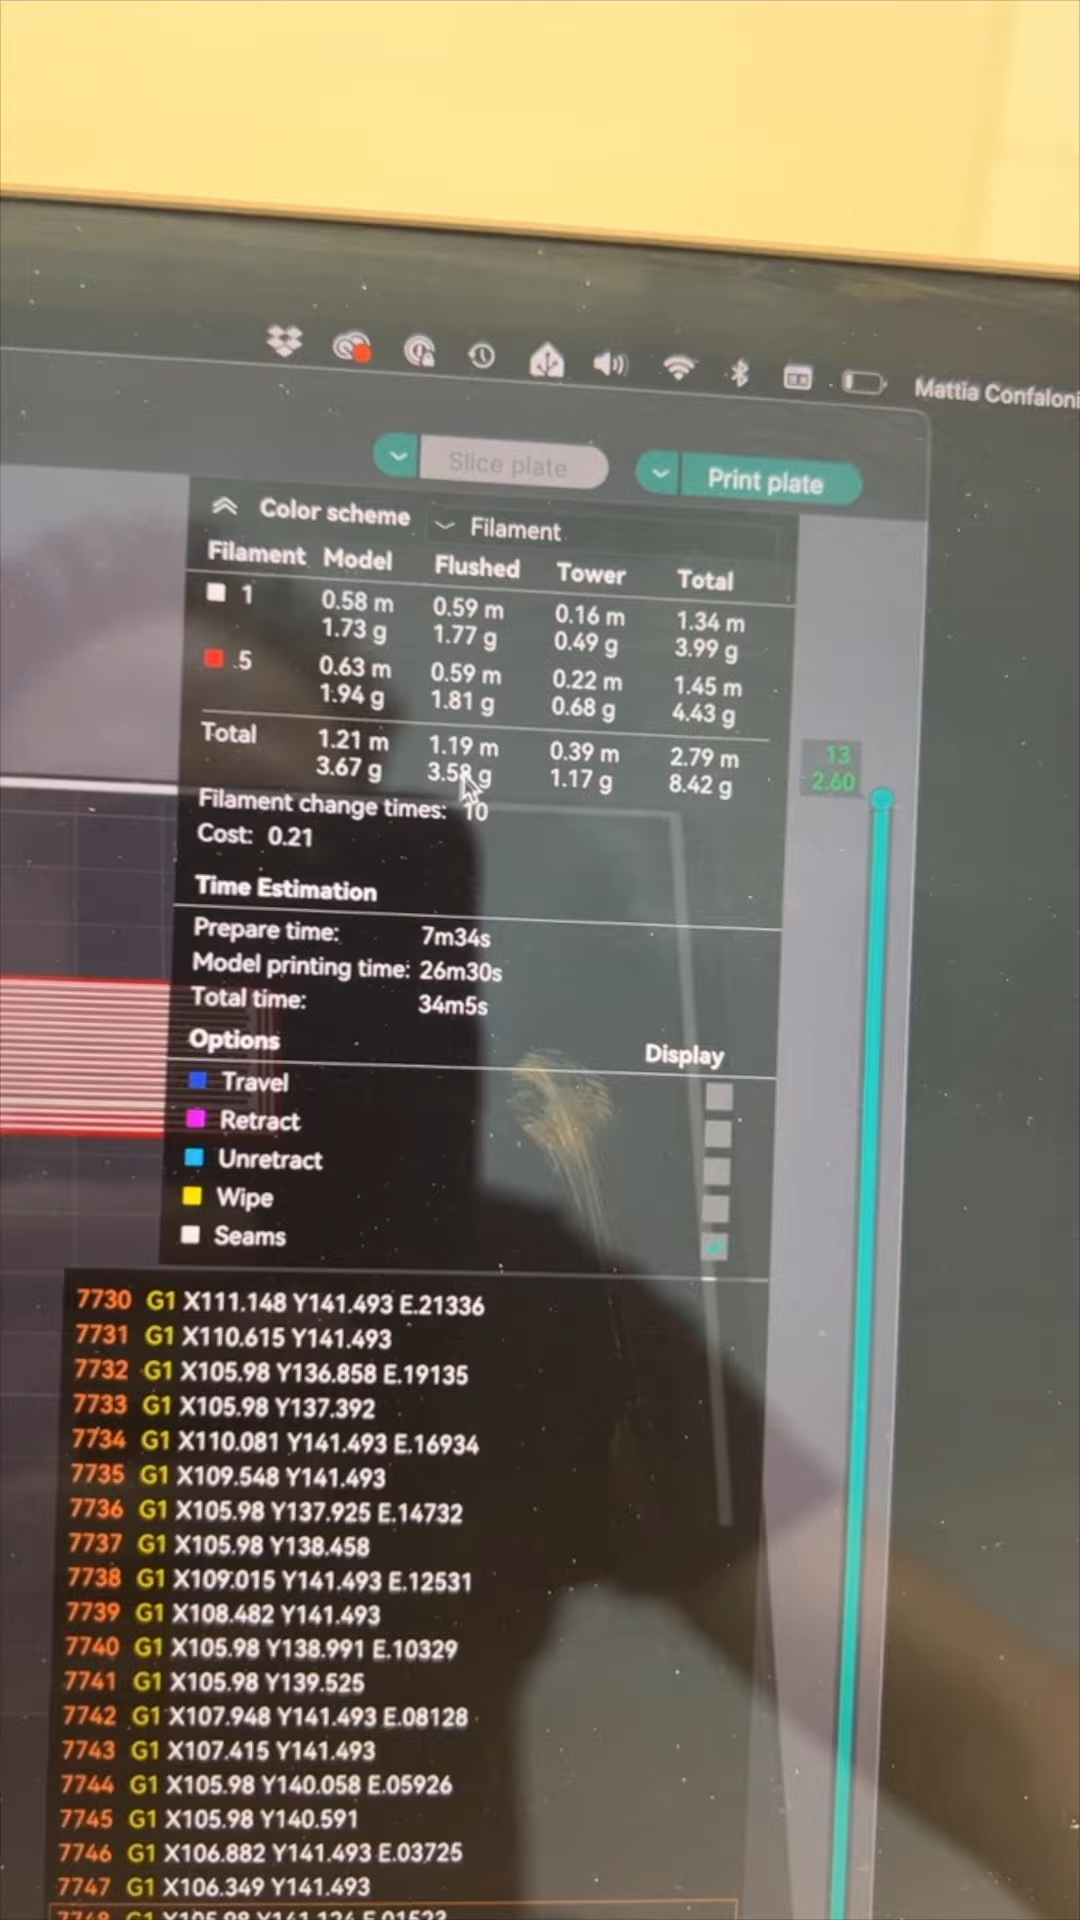 Mattia Confaloni
Slice plate
Print plate
Color scheme Filament
Filament Model Flushed Tower Total
1 0.58 m 0.59 m 0.16 m 1.34 m
1.73 g 1.77 g 0.49 g 3.99 g
5 0.63 m 0.59 m 0.22 m 1.45 m
1.94 g 1.81 g 0.68 g 4.43 g
Total 1.21 m 1.19 m 0.39 m 2.79 m
3.67 g 3.58 g 1.17 g 8.42 g
Filament change times: 10
Cost: 0.21
13
2.60
Time Estimation
Prepare time: 7m34s
Model printing time: 26m30s
Total time: 34m5s
Options Display
Travel
Retract
Unretract
Wipe
Seams
7730 G1 X111.148 Y141.493 E.21336
7731 G1 X110.615 Y141.493
7732 G1 X105.98 Y136.858 E.19135
7733 G1 X105.98 Y137.392
7734 G1 X110.081 Y141.493 E.16934
7735 G1 X109.548 Y141.493
7736 G1 X105.98 Y137.925 E.14732
7737 G1 X105.98 Y138.458
7738 G1 X109.015 Y141.493 E.12531
7739 G1 X108.482 Y141.493
7740 G1 X105.98 Y138.991 E.10329
7741 G1 X105.98 Y139.525
7742 G1 X107.948 Y141.493 E.08128
7743 G1 X107.415 Y141.493
7744 G1 X105.98 Y140.058 E.05926
7745 G1 X105.98 Y140.591
7746 G1 X106.882 Y141.493 E.03725
7747 G1 X106.349 Y141.493
7748 G1 X105.98 Y141.124 E.01523